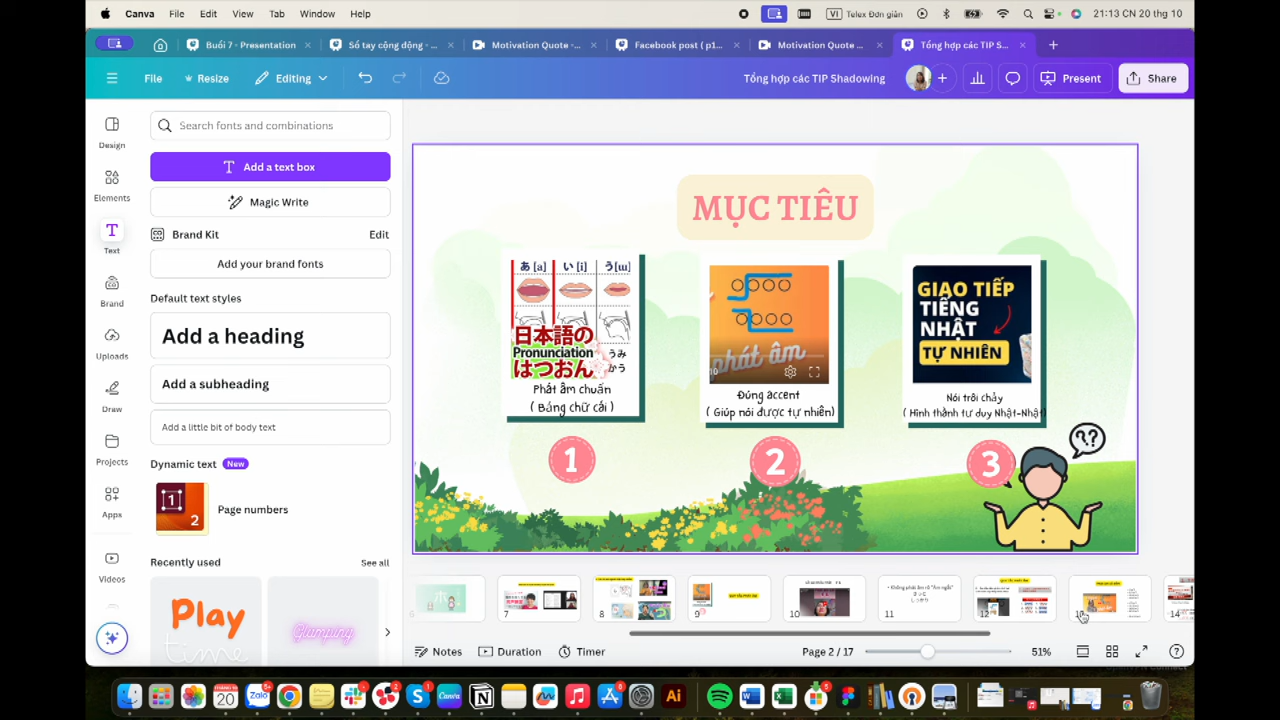 Canva File Edit View Tab Window Help
VI Telex Đơn giản 21:13 CN 20 thg 10
Buổi 7 - Presentation
Sổ tay cộng động - ...
Motivation Quote -...
Facebook post ( p1...
Motivation Quote ...
Tổng hợp các TIP S...
File Resize Editing
Tổng hợp các TIP Shadowing
Present
Share
Design
Elements
Text
Brand
Uploads
Draw
Projects
Apps
Videos
Search fonts and combinations
Add a text box
Magic Write
Brand Kit Edit
Add your brand fonts
Default text styles
Add a heading
Add a subheading
Add a little bit of body text
Dynamic text New
1
2
Page numbers
Recently used See all
Play
time
Glumping
MỤC TIÊU
あ [a] い [i] う[ɯ]
日本語の
Pronunciation
はつおん
うみ
Phát âm chuẩn
( Bảng chữ cái )
1
phát âm
Đúng accent
( Giúp nói được tự nhiên)
2
GIAO TIẾP
TIẾNG
NHẬT
TỰ NHIÊN
Nói trôi chảy
( Hình thành tư duy Nhật-Nhật)
3
??
6
7
8
9
10
11
12
14
Notes Duration Timer
Page 2 / 17
51%